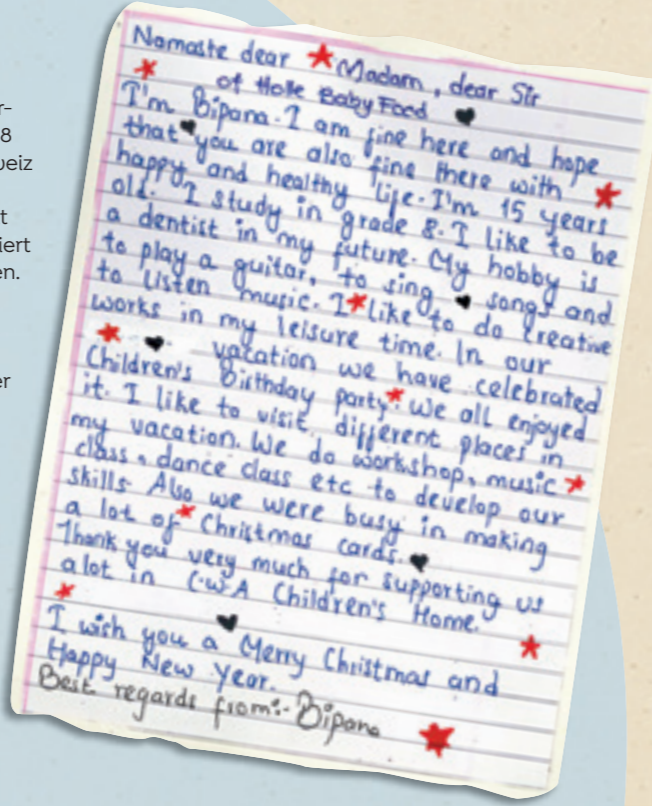 r-
8
veiz
t
iert
en.
er
Namaste dear Madam, dear Sir
of Holle Baby Food
I'm Bipana. I am fine here and hope
that you are also fine there with
happy and healthy life. I'm 15 years
old. I study in grade 8. I like to be
a dentist in my future. My hobby is
to play a guitar, to sing songs and
to listen music. I like to do creative
works in my leisure time. In our
vacation we have celebrated
Children's Birthday party. We all enjoyed
it. I like to visit different places in
my vacation. We do workshop, music
class, dance class etc to develop our
skills. Also we were busy in making
a lot of Christmas cards.
Thank you very much for supporting us
alot in C.W.A Children's Home.
I wish you a Merry Christmas and
Happy New Year.
Best regards from:- Bipana